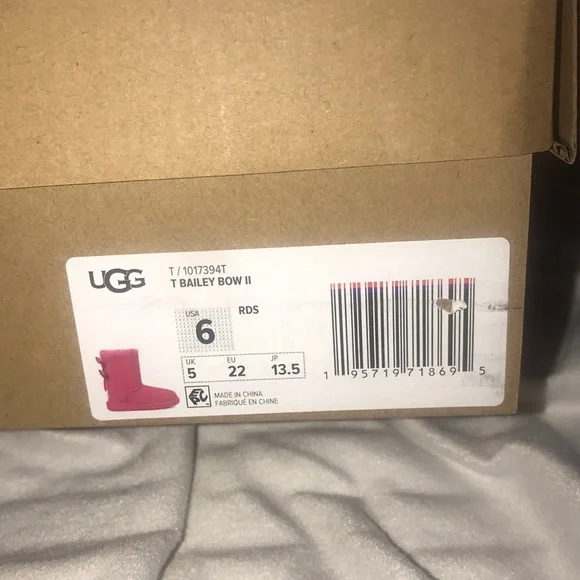 UGG
T / 1017394T
T BAILEY BOW II
USA
6
RDS
UK EU JP
5 22 13.5
MADE IN CHINA
FABRIQUÉ EN CHINE
1 95719 71869 5